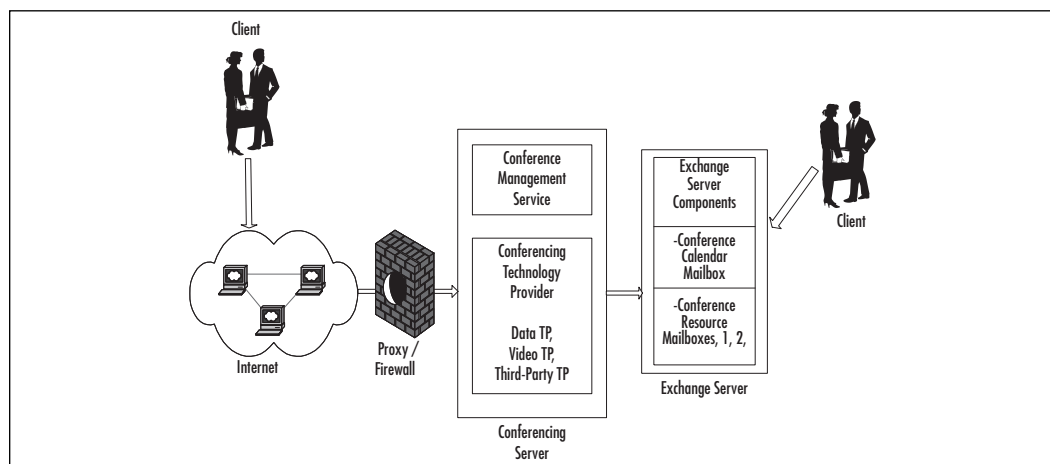 Client
Internet
Proxy /
Firewall
Conference
Management
Service
Conferencing
Technology
Provider
Data TP,
Video TP,
Third-Party TP
Conferencing
Server
Exchange
Server
Components
-Conference
Calendar
Mailbox
-Conference
Resource
Mailboxes, 1, 2,
Exchange Server
Client